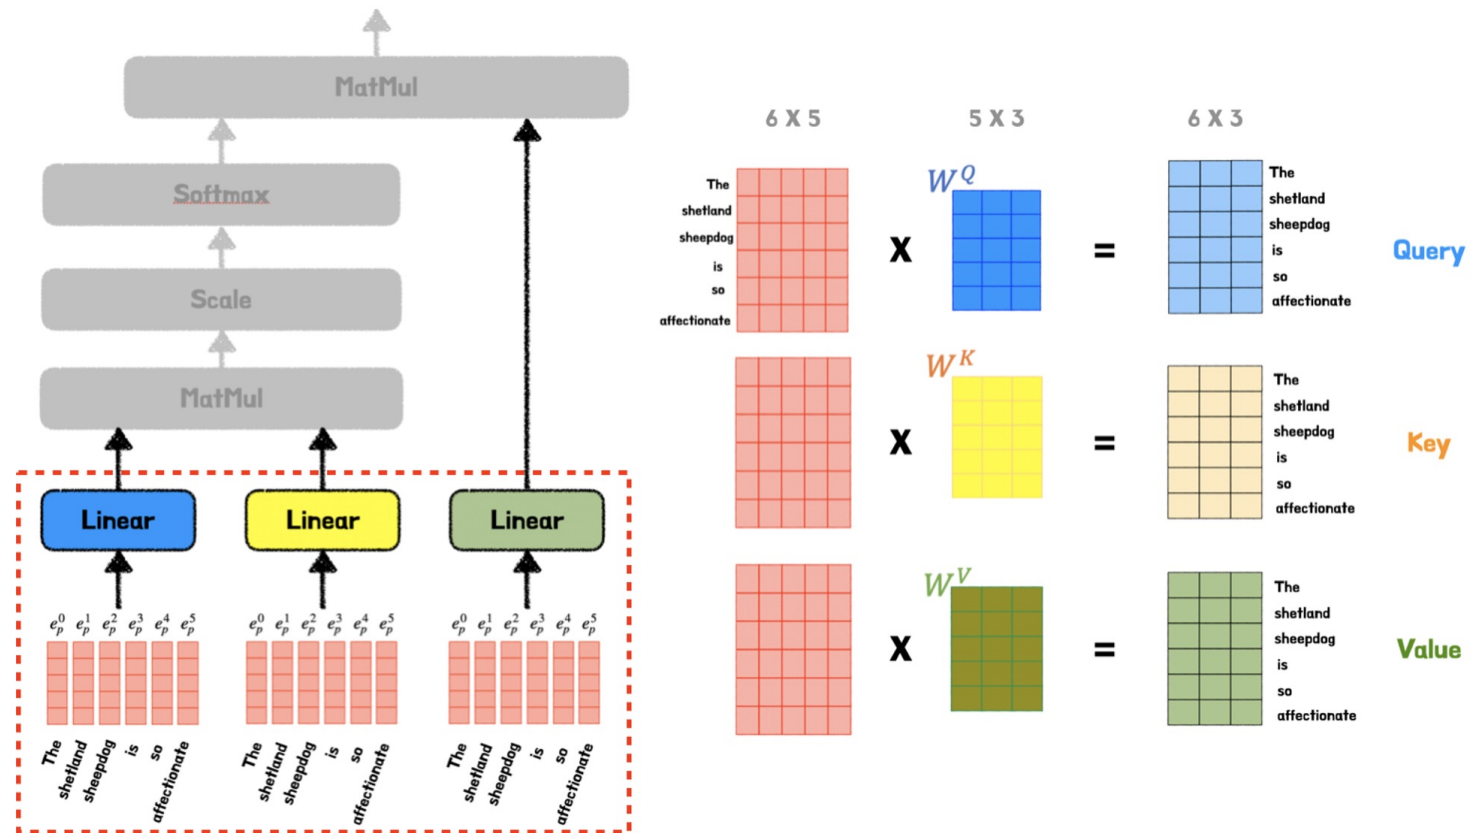 MatMul
Softmax
Scale
MatMul
Linear Linear Linear
e_p^0 e_p^1 e_p^2 e_p^3 e_p^4 e_p^5
e_p^0 e_p^1 e_p^2 e_p^3 e_p^4 e_p^5
e_p^0 e_p^1 e_p^2 e_p^3 e_p^4 e_p^5
The shetland sheepdog is so affectionate
The shetland sheepdog is so affectionate
The shetland sheepdog is so affectionate
6 X 5 5 X 3 6 X 3
The
shetland
sheepdog
is
so
affectionate
X
W^Q
=
The
shetland
sheepdog
is
so
affectionate
Query
X
W^K
=
The
shetland
sheepdog
is
so
affectionate
Key
X
W^V
=
The
shetland
sheepdog
is
so
affectionate
Value